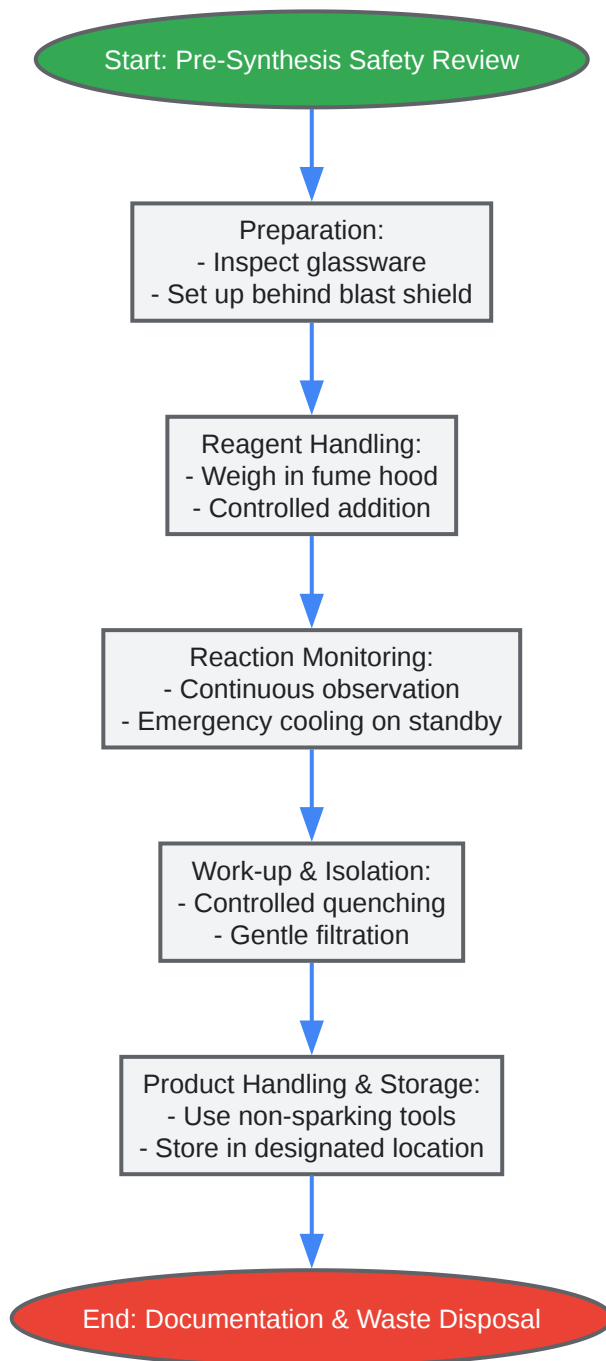 Start: Pre-Synthesis Safety Review
Preparation:
- Inspect glassware
- Set up behind blast shield
Reagent Handling:
- Weigh in fume hood
- Controlled addition
Reaction Monitoring:
- Continuous observation
- Emergency cooling on standby
Work-up & Isolation:
- Controlled quenching
- Gentle filtration
Product Handling & Storage:
- Use non-sparking tools
- Store in designated location
End: Documentation & Waste Disposal